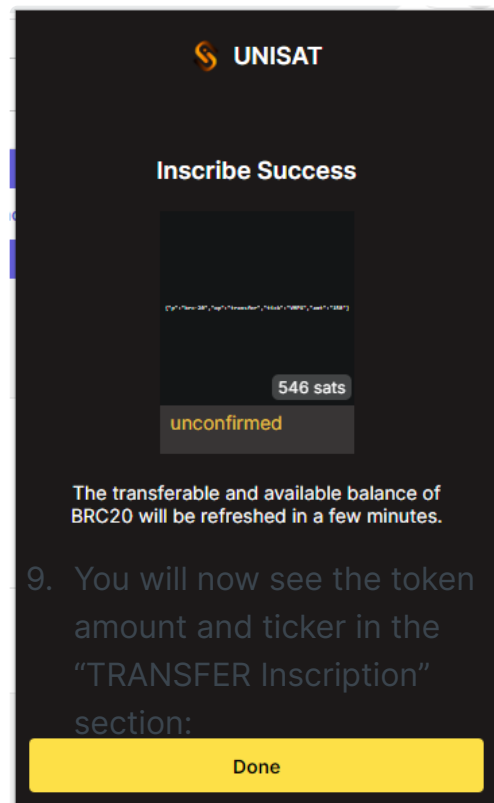 UNISAT
Inscribe Success
546 sats
unconfirmed
The transferable and available balance of
BRC20 will be refreshed in a few minutes.
9. You will now see the token
amount and ticker in the
“TRANSFER Inscription”
section:
Done